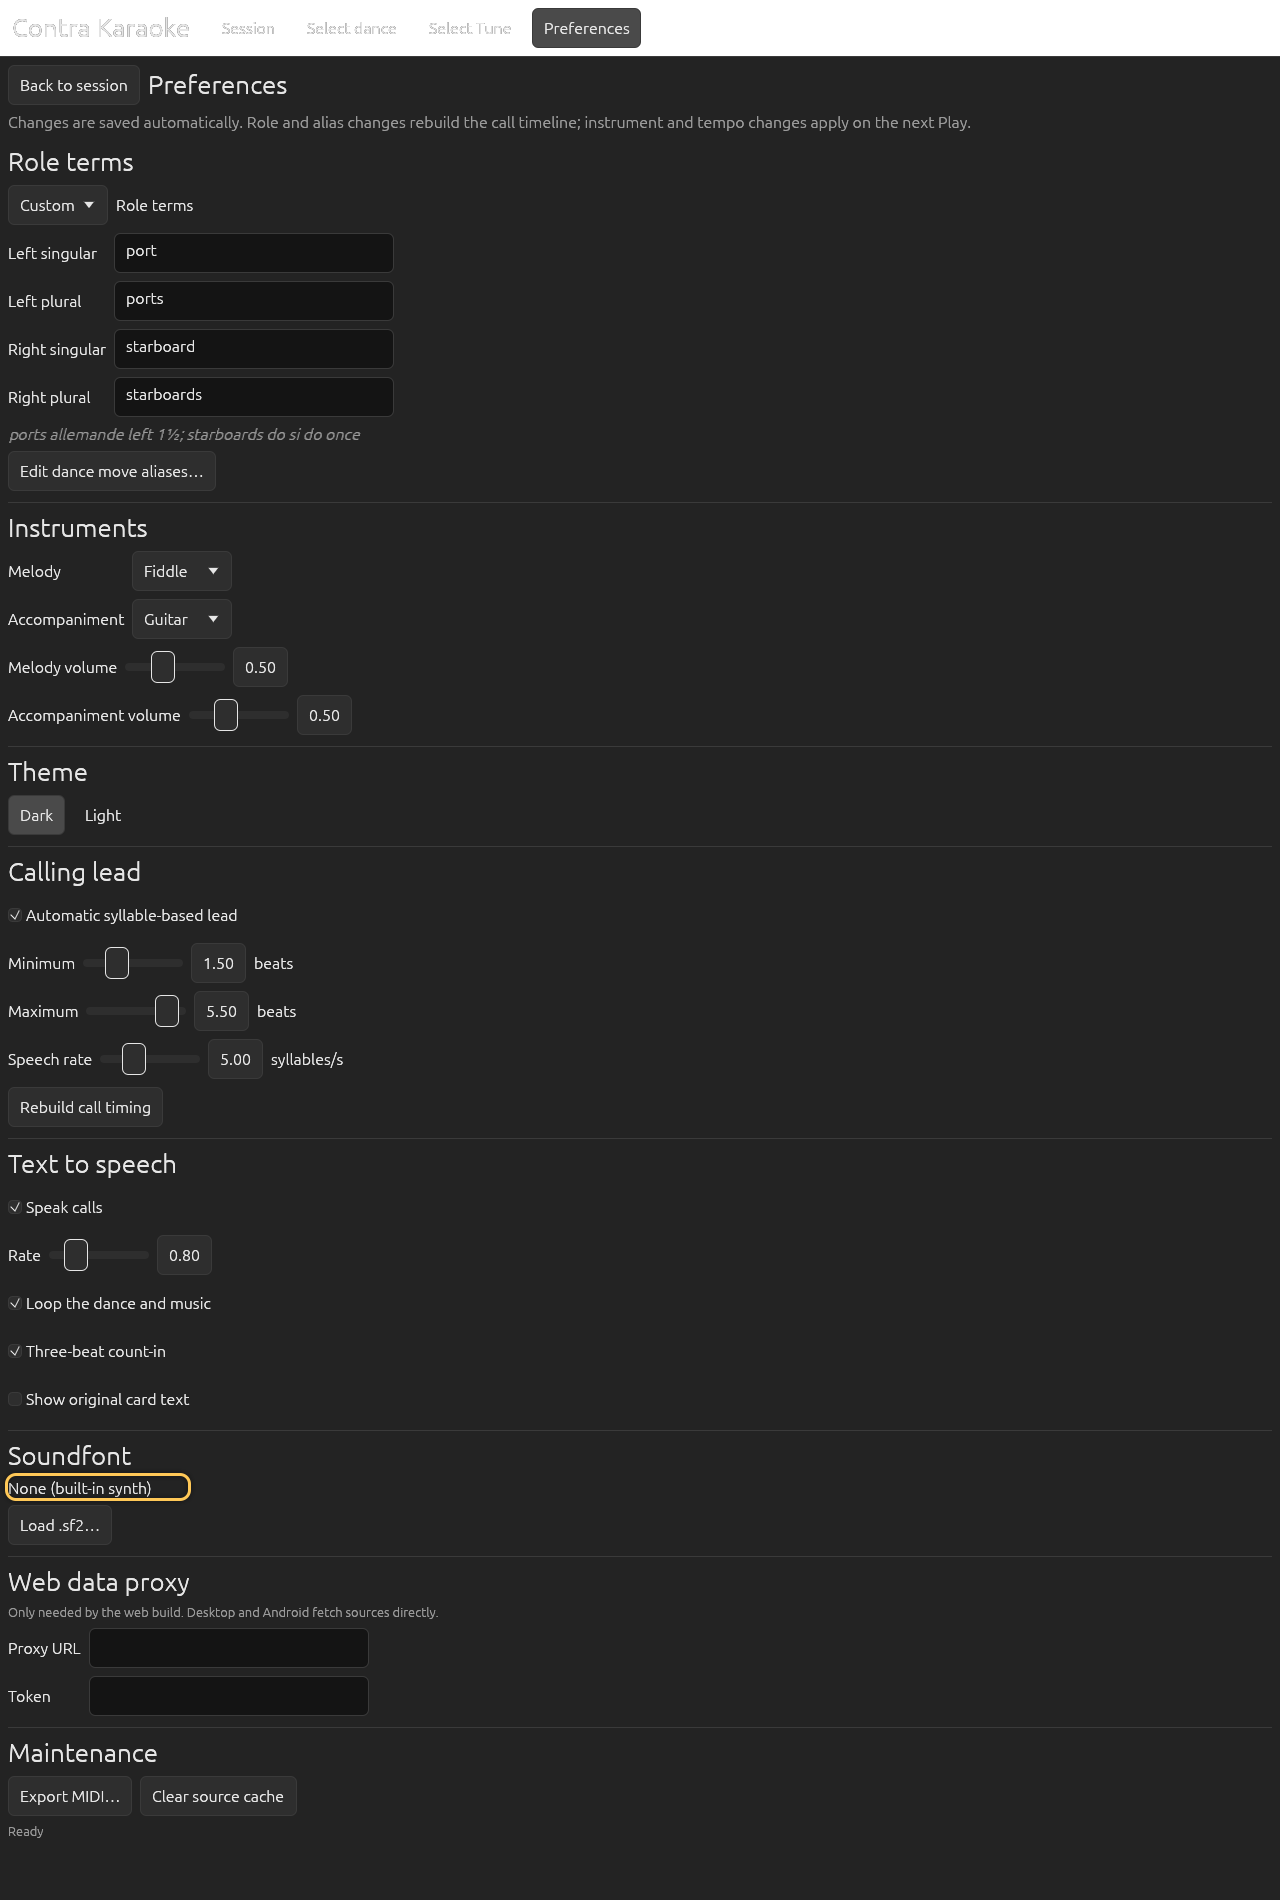 Contra Karaoke Session Select dance Select Tune Preferences
Back to session Preferences
Changes are saved automatically. Role and alias changes rebuild the call timeline; instrument and tempo changes apply on the next Play.
Role terms
Custom Role terms
Left singular port
Left plural ports
Right singular starboard
Right plural starboards
ports allemande left 1½; starboards do si do once
Edit dance move aliases…
Instruments
Melody Fiddle
Accompaniment Guitar
Melody volume 0.50
Accompaniment volume 0.50
Theme
Dark Light
Calling lead
Automatic syllable-based lead
Minimum 1.50 beats
Maximum 5.50 beats
Speech rate 5.00 syllables/s
Rebuild call timing
Text to speech
Speak calls
Rate 0.80
Loop the dance and music
Three-beat count-in
Show original card text
Soundfont
None (built-in synth)
Load .sf2…
Web data proxy
Only needed by the web build. Desktop and Android fetch sources directly.
Proxy URL
Token
Maintenance
Export MIDI… Clear source cache
Ready